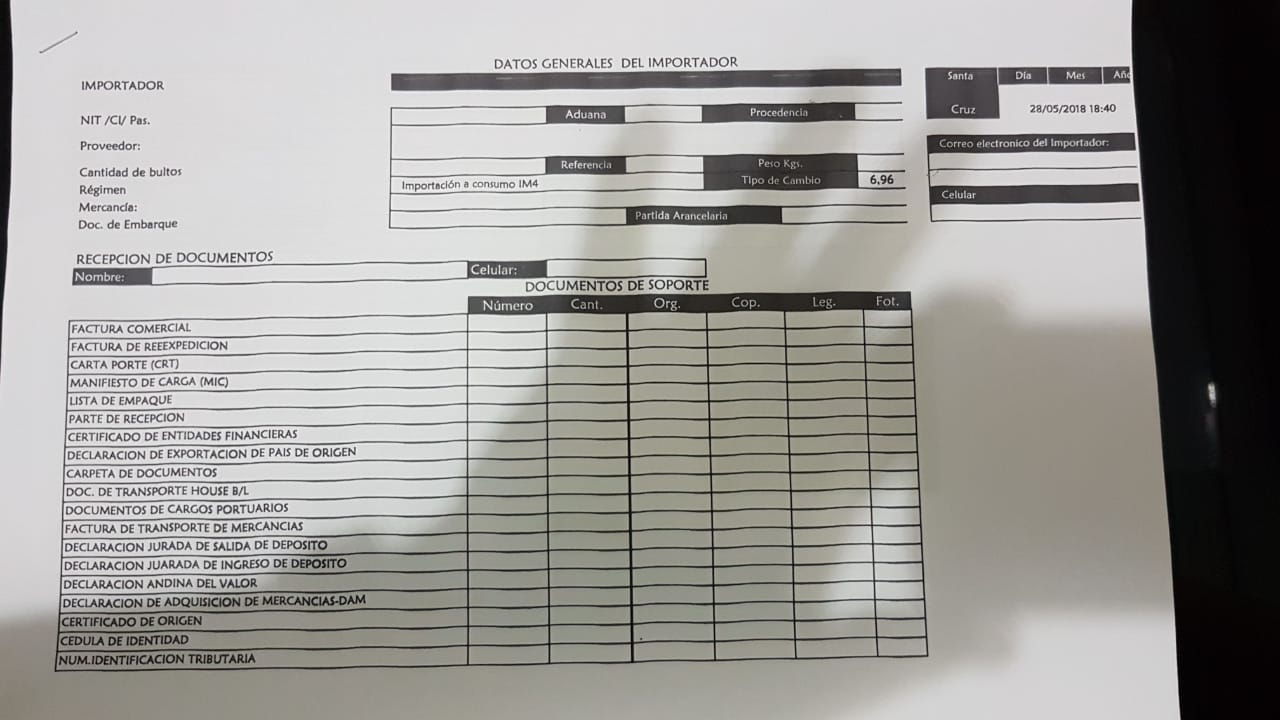 DATOS GENERALES DEL IMPORTADOR
IMPORTADOR
Santa Cruz
Día Mes Año
28/05/2018 18:40
NIT /CI/ Pas.
Aduana Procedencia
Proveedor:
Correo electronico del Importador:
Cantidad de bultos
Referencia Peso Kgs.
Régimen Importación a consumo IM4 Tipo de Cambio 6,96
Celular
Mercancía:
Doc. de Embarque Partida Arancelaria
RECEPCION DE DOCUMENTOS
Nombre: Celular:
DOCUMENTOS DE SOPORTE
Número Cant. Org. Cop. Leg. Fot.
FACTURA COMERCIAL
FACTURA DE REEEXPEDICION
CARTA PORTE (CRT)
MANIFIESTO DE CARGA (MIC)
LISTA DE EMPAQUE
PARTE DE RECEPCION
CERTIFICADO DE ENTIDADES FINANCIERAS
DECLARACION DE EXPORTACION DE PAIS DE ORIGEN
CARPETA DE DOCUMENTOS
DOC. DE TRANSPORTE HOUSE B/L
DOCUMENTOS DE CARGOS PORTUARIOS
FACTURA DE TRANSPORTE DE MERCANCIAS
DECLARACION JURADA DE SALIDA DE DEPOSITO
DECLARACION JUARADA DE INGRESO DE DEPOSITO
DECLARACION ANDINA DEL VALOR
DECLARACION DE ADQUISICION DE MERCANCIAS-DAM
CERTIFICADO DE ORIGEN
CEDULA DE IDENTIDAD
NUM.IDENTIFICACION TRIBUTARIA